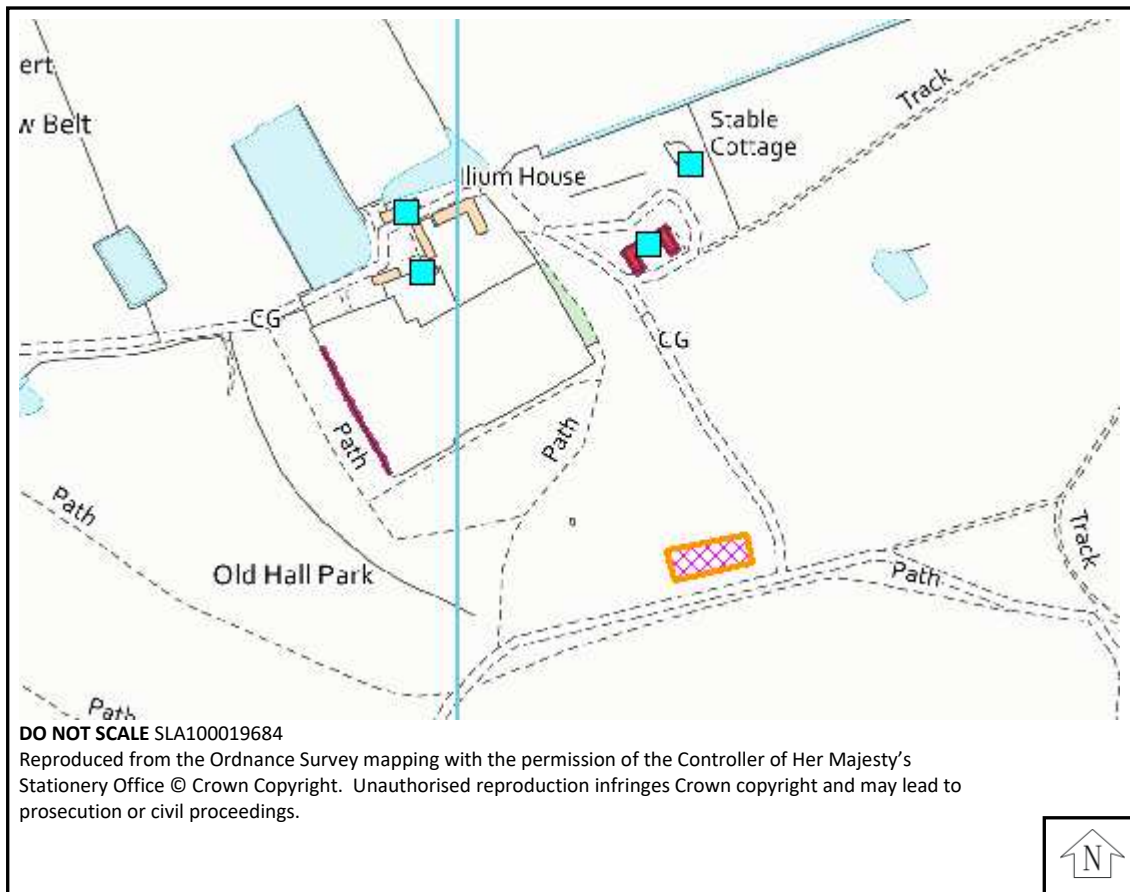 ert
w Belt
Track
Stable
Cottage
Ilium House
CG
CG
Path
Path
Path
Track
Path
Old Hall Park
Path
DO NOT SCALE SLA100019684
Reproduced from the Ordnance Survey mapping with the permission of the Controller of Her Majesty’s
Stationery Office © Crown Copyright. Unauthorised reproduction infringes Crown copyright and may lead to
prosecution or civil proceedings.
N